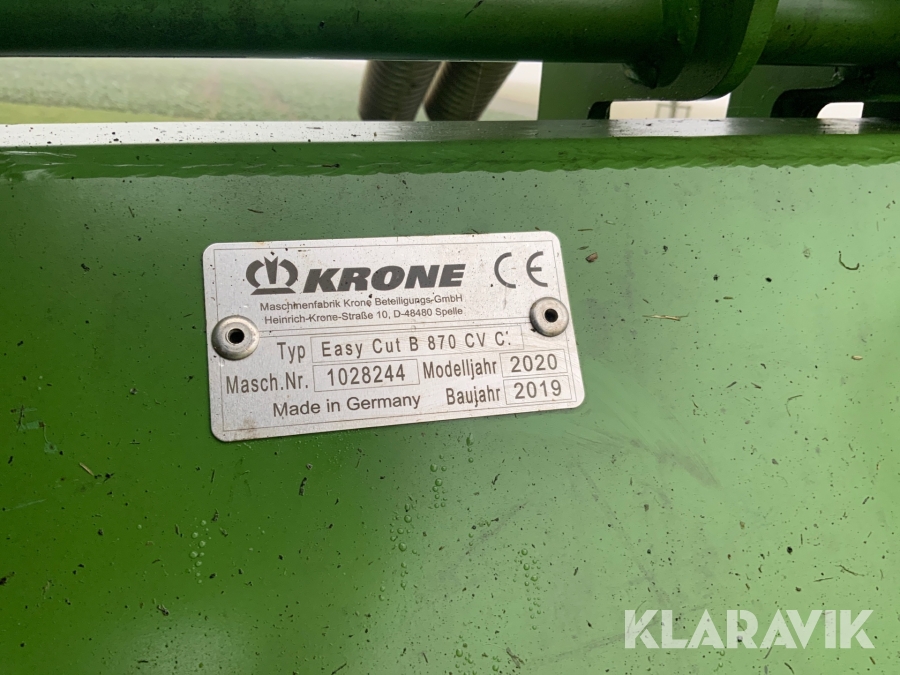 KRONE CE
Maschinenfabrik Krone Beteiligungs-GmbH
Heinrich-Krone-Straße 10, D-48480 Spelle
Typ Easy Cut B 870 CV
Masch.Nr. 1028244 Modelljahr 2020
Made in Germany Baujahr 2019
KLARAVIK